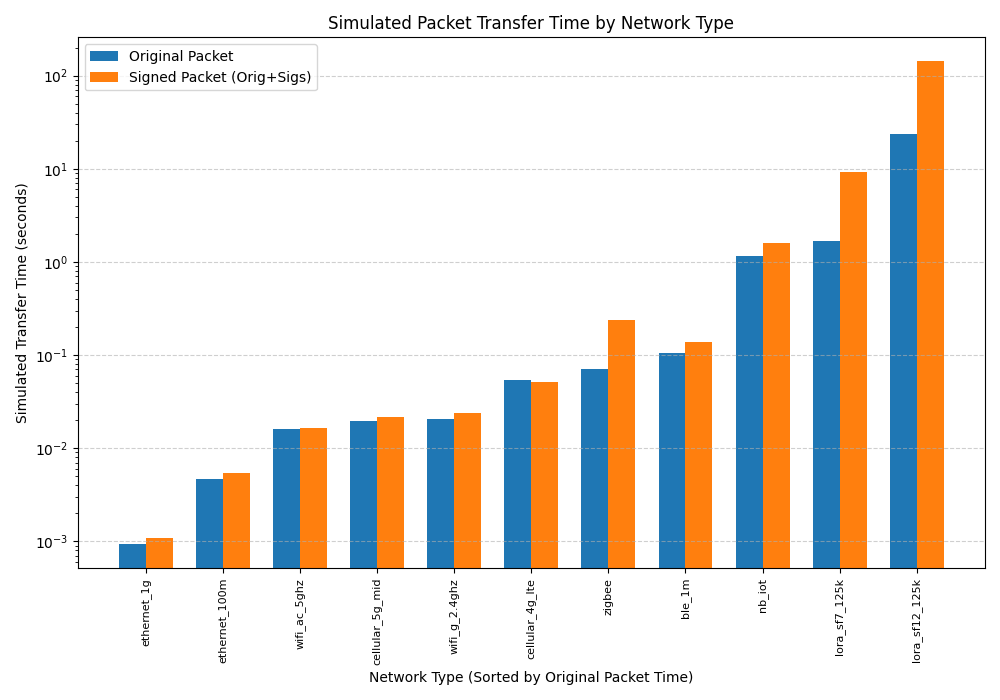 Simulated Packet Transfer Time by Network Type
Original Packet
Signed Packet (Orig+Sigs)
Simulated Transfer Time (seconds)
10²
10¹
10⁰
10⁻¹
10⁻²
10⁻³
ethernet_1g
ethernet_100m
wifi_ac_5ghz
cellular_5g_mid
wifi_g_2.4ghz
cellular_4g_lte
zigbee
ble_1m
nb_iot
lora_sf7_125k
lora_sf12_125k
Network Type (Sorted by Original Packet Time)